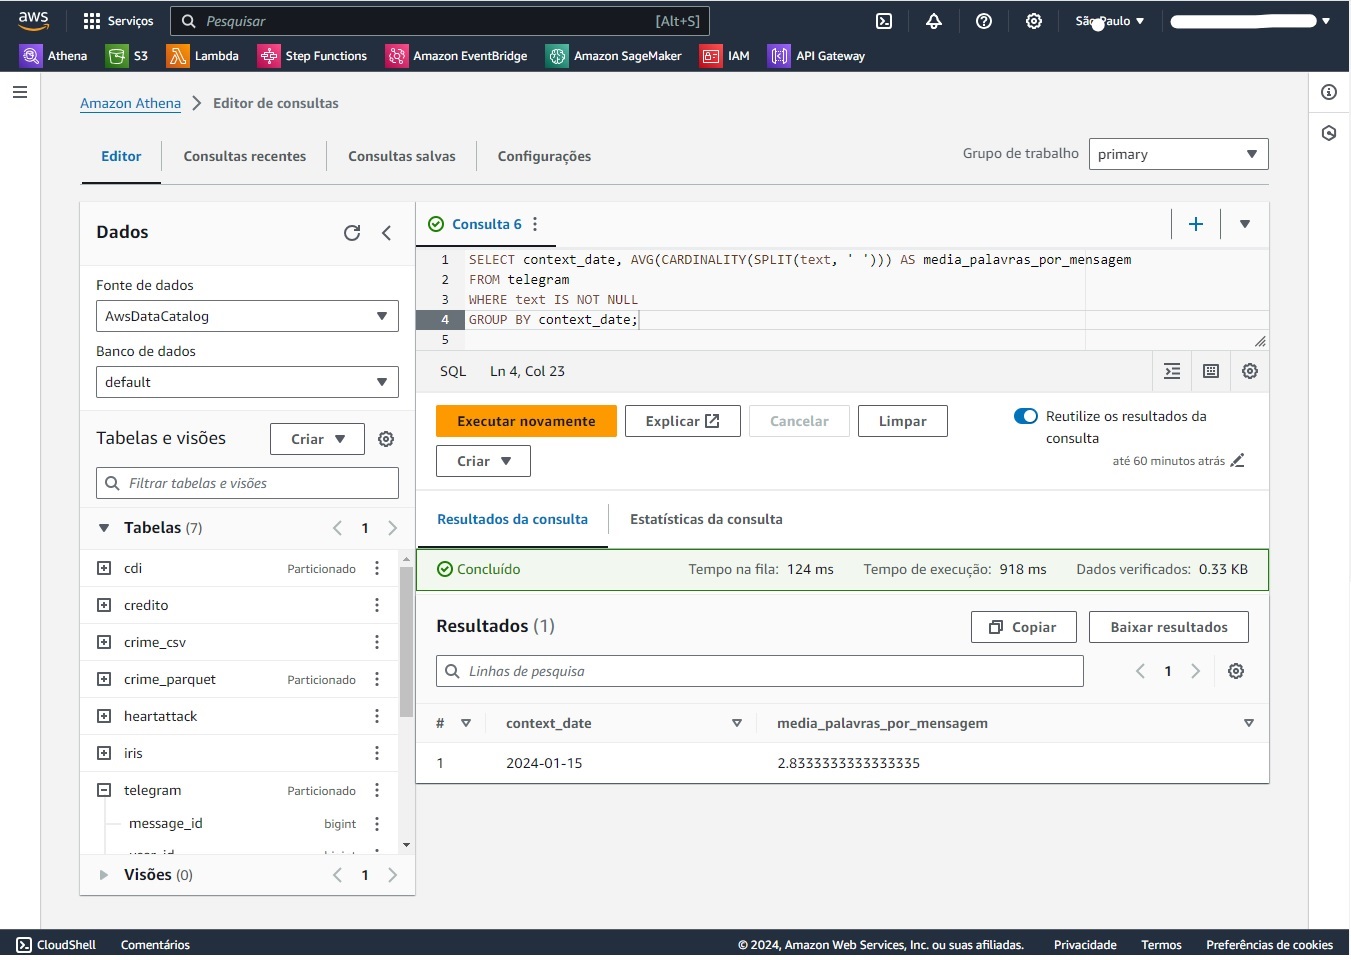 aws Serviços Pesquisar [Alt+S] São Paulo
Athena S3 Lambda Step Functions Amazon EventBridge Amazon SageMaker IAM API Gateway
Amazon Athena Editor de consultas
Editor Consultas recentes Consultas salvas Configurações Grupo de trabalho primary
Dados
Fonte de dados
AwsDataCatalog
Banco de dados
default
Tabelas e visões Criar
Filtrar tabelas e visões
Tabelas (7) 1
cdi Particionado
credito
crime_csv
crime_parquet Particionado
heartattack
iris
telegram Particionado
message_id bigint
Visões (0) 1
Consulta 6
1 SELECT context_date, AVG(CARDINALITY(SPLIT(text, ' '))) AS media_palavras_por_mensagem
2 FROM telegram
3 WHERE text IS NOT NULL
4 GROUP BY context_date;
5
SQL Ln 4, Col 23
Executar novamente Explicar Cancelar Limpar
Criar
Reutilize os resultados da
consulta
até 60 minutos atrás
Resultados da consulta Estatísticas da consulta
Concluído Tempo na fila: 124 ms Tempo de execução: 918 ms Dados verificados: 0.33 KB
Resultados (1) Copiar Baixar resultados
Linhas de pesquisa 1
# context_date media_palavras_por_mensagem
1 2024-01-15 2.8333333333333335
CloudShell Comentários © 2024, Amazon Web Services, Inc. ou suas afiliadas. Privacidade Termos Preferências de cookies